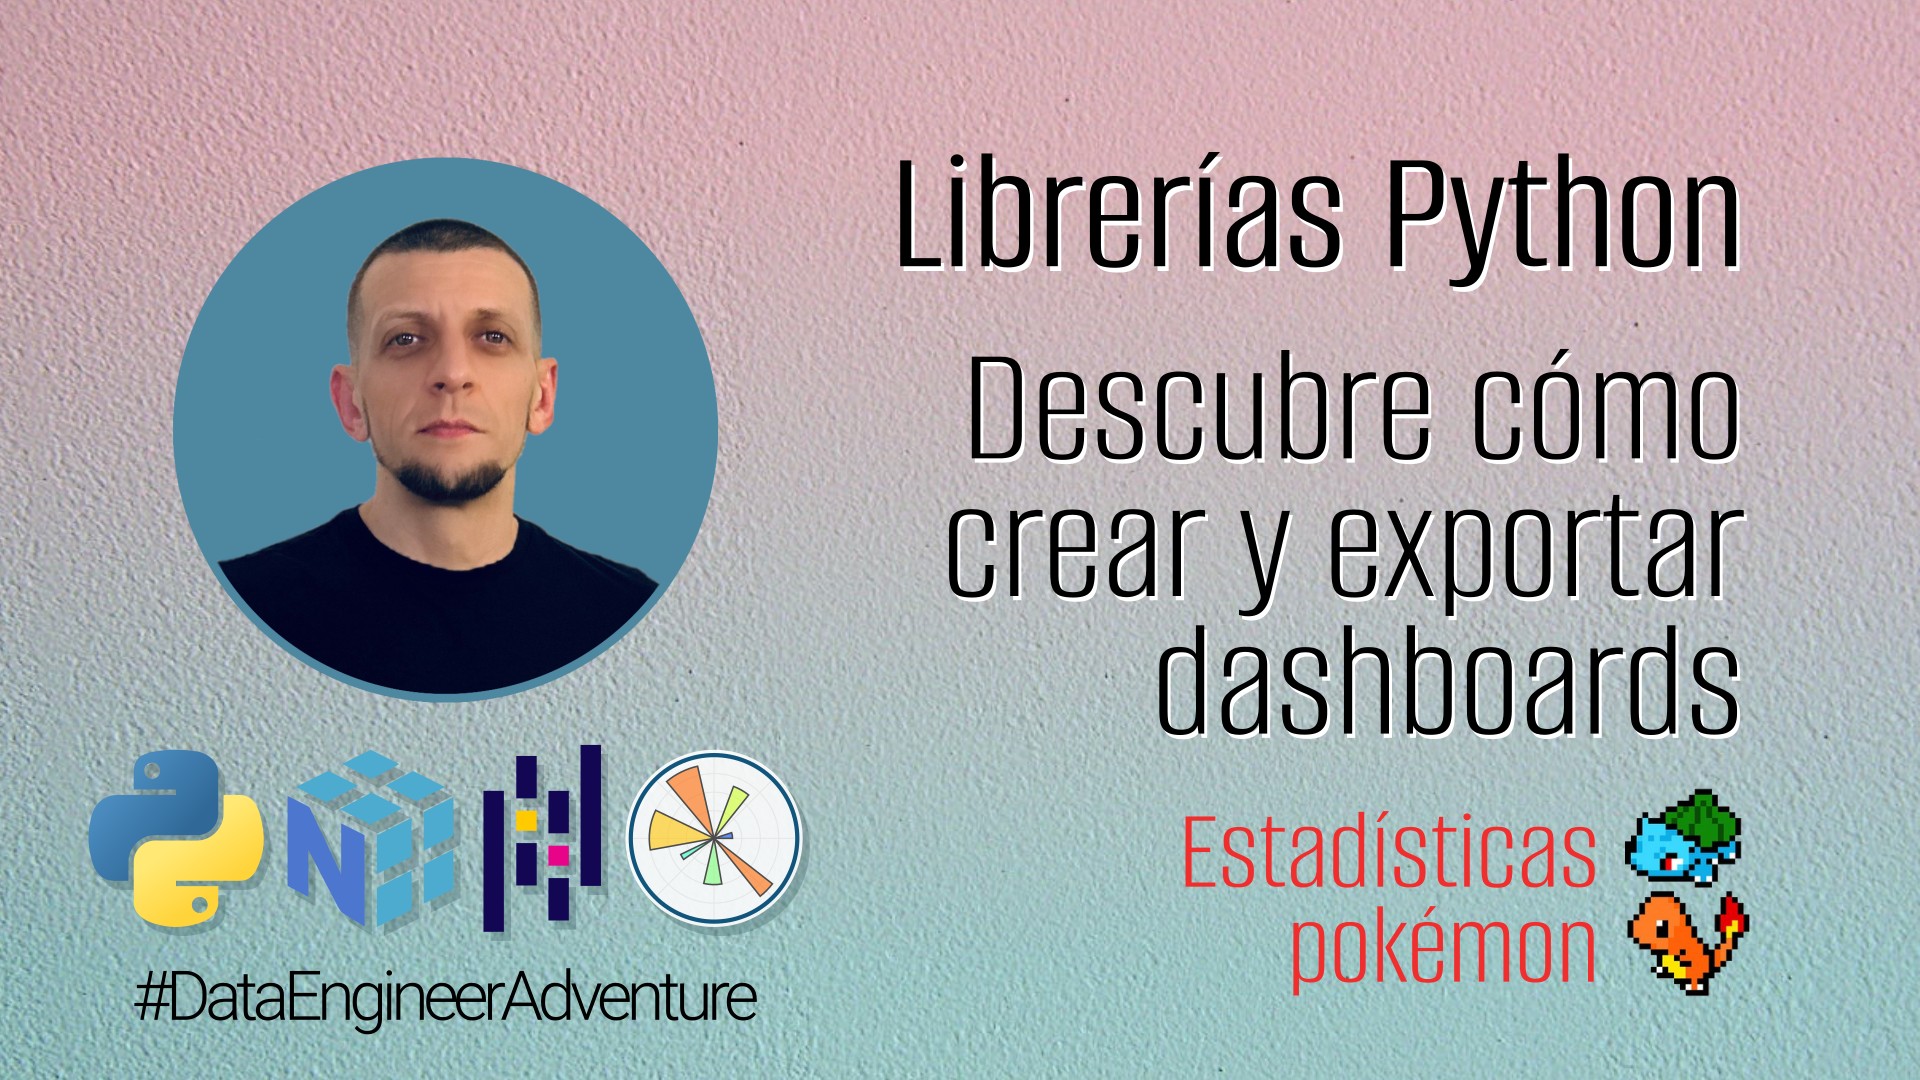 Librerías Python
Descubre cómo
crear y exportar
dashboards
Estadísticas
pokémon
N
#DataEngineerAdventure